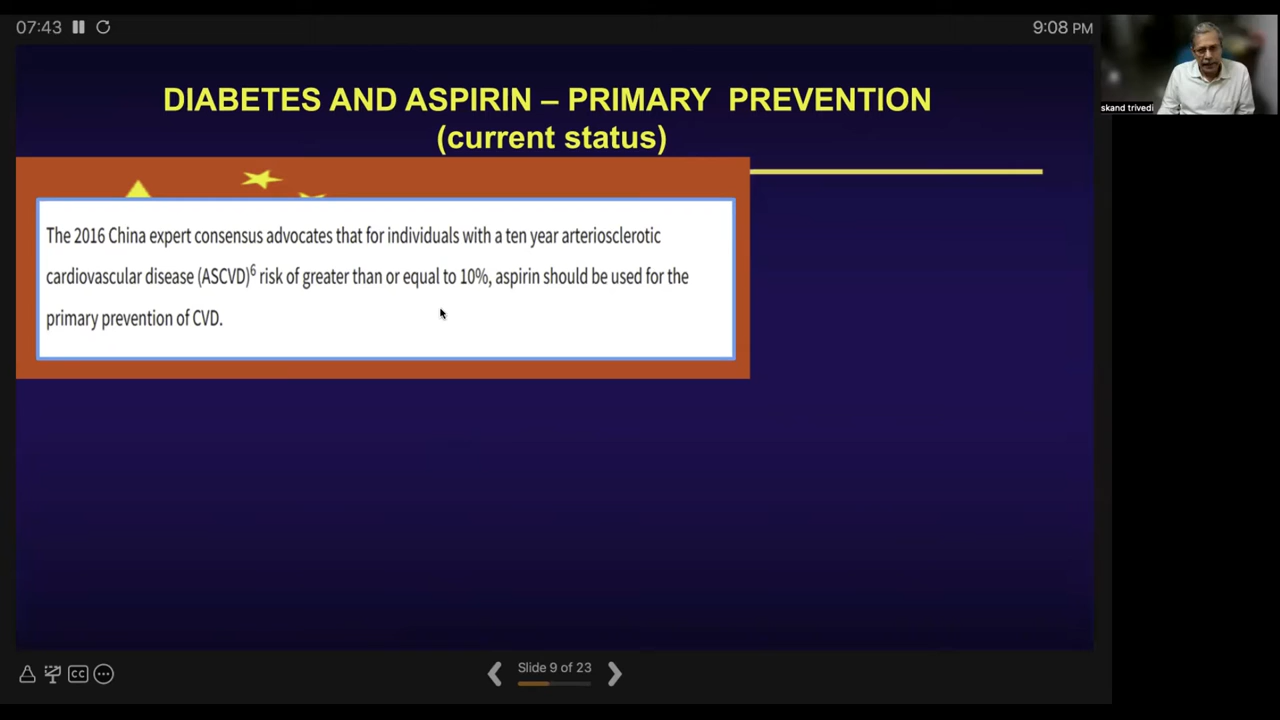 07:43
9:08 PM
skand trivedi
DIABETES AND ASPIRIN – PRIMARY PREVENTION
(current status)
The 2016 China expert consensus advocates that for individuals with a ten year arteriosclerotic
cardiovascular disease (ASCVD)6 risk of greater than or equal to 10%, aspirin should be used for the
primary prevention of CVD.
CC
Slide 9 of 23